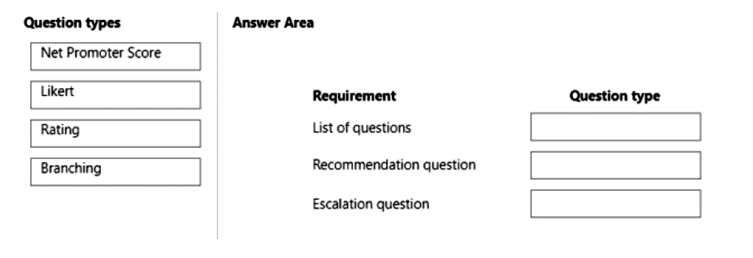 Question types
Net Promoter Score
Likert
Rating
Branching
Answer Area
Requirement Question type
List of questions
Recommendation question
Escalation question